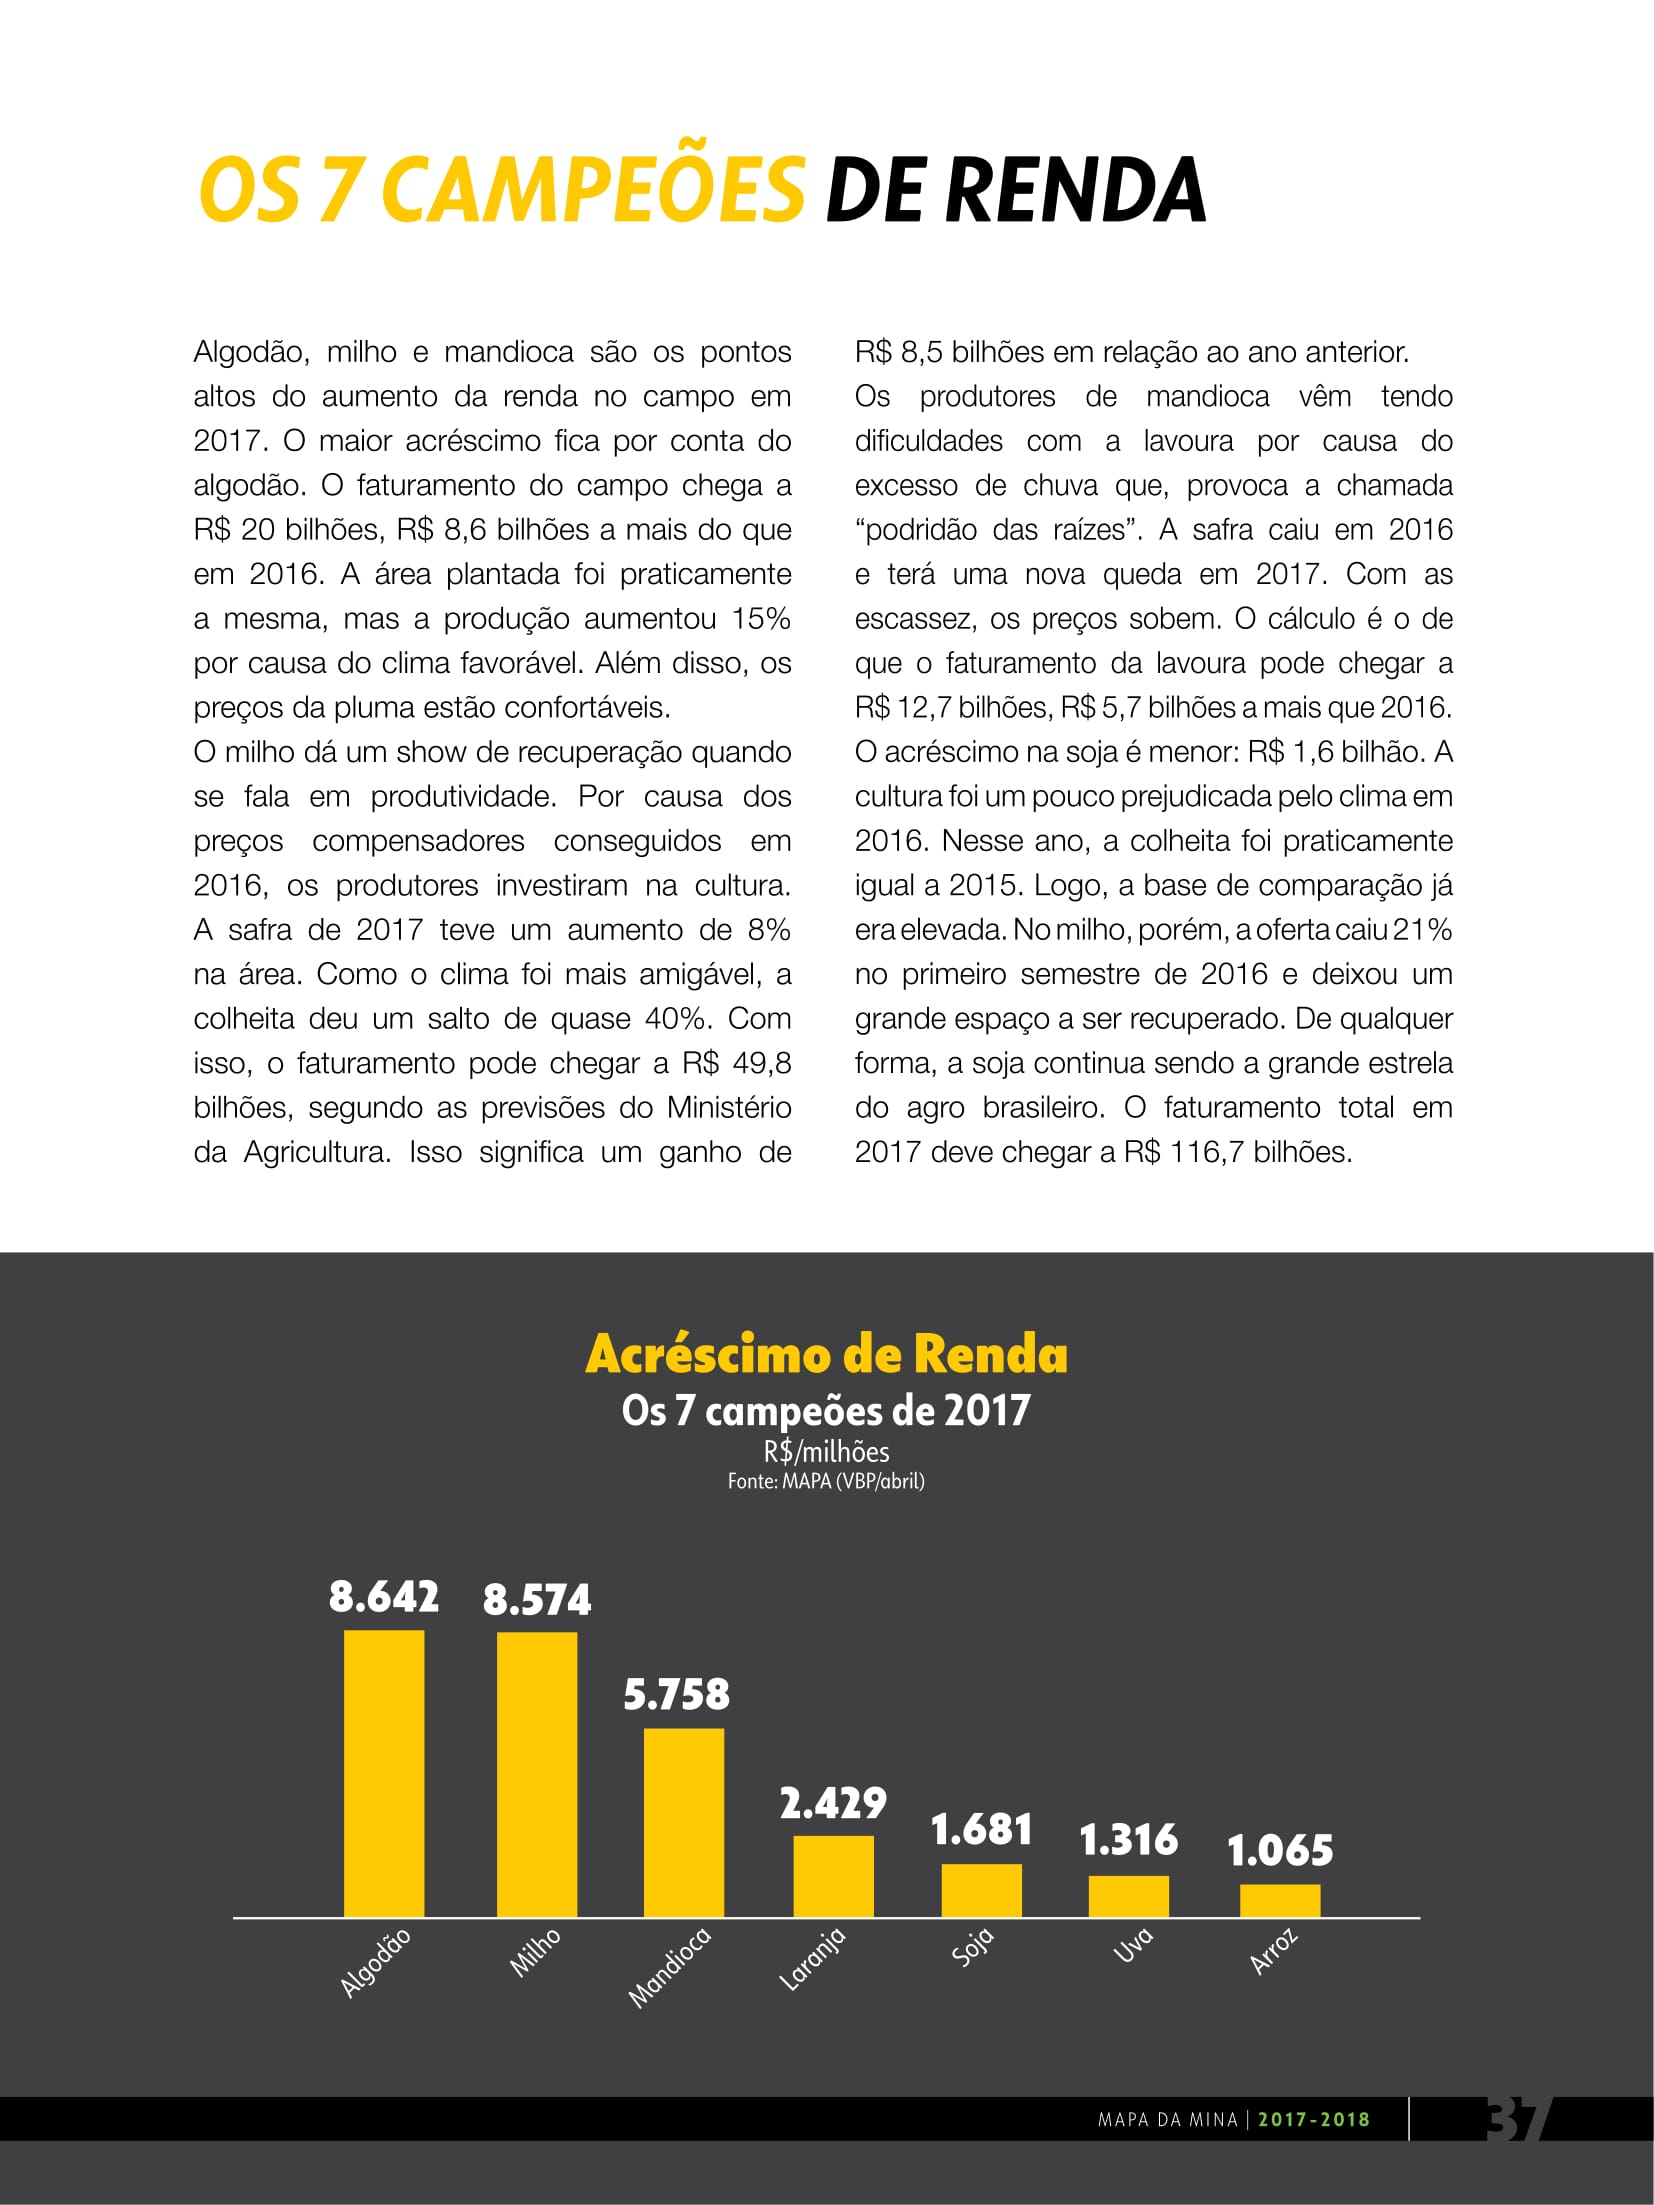 OS 7 CAMPEÕES DE RENDA
Algodão, milho e mandioca são os pontos
altos do aumento da renda no campo em
2017. O maior acréscimo fica por conta do
algodão. O faturamento do campo chega a
R$ 20 bilhões, R$ 8,6 bilhões a mais do que
em 2016. A área plantada foi praticamente
a mesma, mas a produção aumentou 15%
por causa do clima favorável. Além disso, os
preços da pluma estão confortáveis.
O milho dá um show de recuperação quando
se fala em produtividade. Por causa dos
preços compensadores conseguidos em
2016, os produtores investiram na cultura.
A safra de 2017 teve um aumento de 8%
na área. Como o clima foi mais amigável, a
colheita deu um salto de quase 40%. Com
isso, o faturamento pode chegar a R$ 49,8
bilhões, segundo as previsões do Ministério
da Agricultura. Isso significa um ganho de
R$ 8,5 bilhões em relação ao ano anterior.
Os produtores de mandioca vêm tendo
dificuldades com a lavoura por causa do
excesso de chuva que, provoca a chamada
“podridão das raízes”. A safra caiu em 2016
e terá uma nova queda em 2017. Com as
escassez, os preços sobem. O cálculo é o de
que o faturamento da lavoura pode chegar a
R$ 12,7 bilhões, R$ 5,7 bilhões a mais que 2016.
O acréscimo na soja é menor: R$ 1,6 bilhão. A
cultura foi um pouco prejudicada pelo clima em
2016. Nesse ano, a colheita foi praticamente
igual a 2015. Logo, a base de comparação já
era elevada. No milho, porém, a oferta caiu 21%
no primeiro semestre de 2016 e deixou um
grande espaço a ser recuperado. De qualquer
forma, a soja continua sendo a grande estrela
do agro brasileiro. O faturamento total em
2017 deve chegar a R$ 116,7 bilhões.
Acréscimo de Renda
Os 7 campeões de 2017
R$/milhões
Fonte: MAPA (VBP/abril)
8.642
8.574
5.758
2.429
1.681
1.316
1.065
Algodão
Milho
Mandioca
Laranja
Soja
Uva
Arroz
MAPA DA MINA | 2017-2018
37